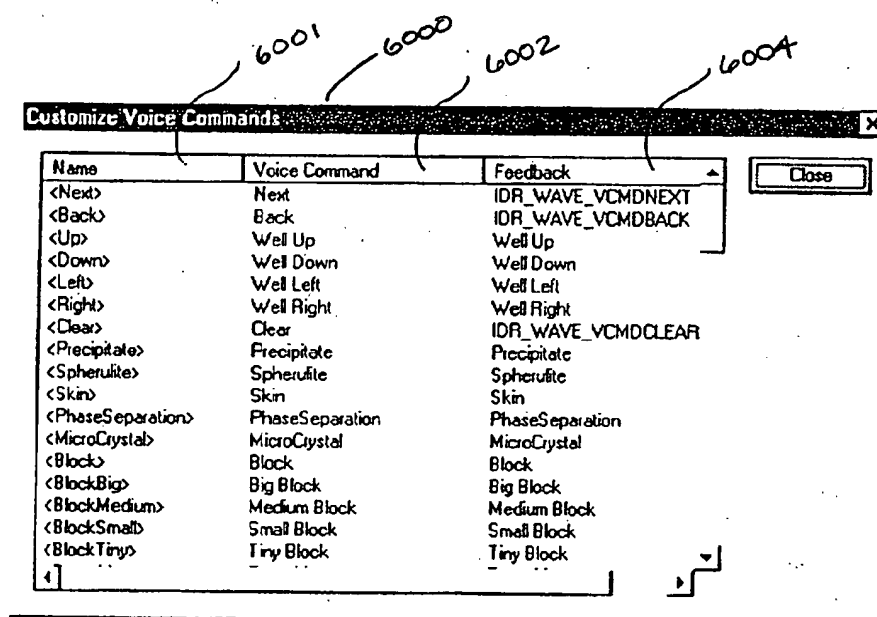 6001 6000 6002 6004
Customize Voice Commands
Name Voice Command Feedback Close
<Next> Next IDR_WAVE_VCMDNEXT
<Back> Back IDR_WAVE_VCMDBACK
<Up> Well Up Well Up
<Down> Well Down Well Down
<Left> Well Left Well Left
<Right> Well Right Well Right
<Clear> Clear IDR_WAVE_VCMDCLEAR
<Precipitate> Precipitate Precipitate
<Spherulite> Spherulite Spherulite
<Skin> Skin Skin
<PhaseSeparation> PhaseSeparation PhaseSeparation
<MicroCrystal> MicroCrystal MicroCrystal
<Block> Block Block
<BlockBig> Big Block Big Block
<BlockMedium> Medium Block Medium Block
<BlockSmall> Small Block Small Block
<BlockTiny> Tiny Block Tiny Block